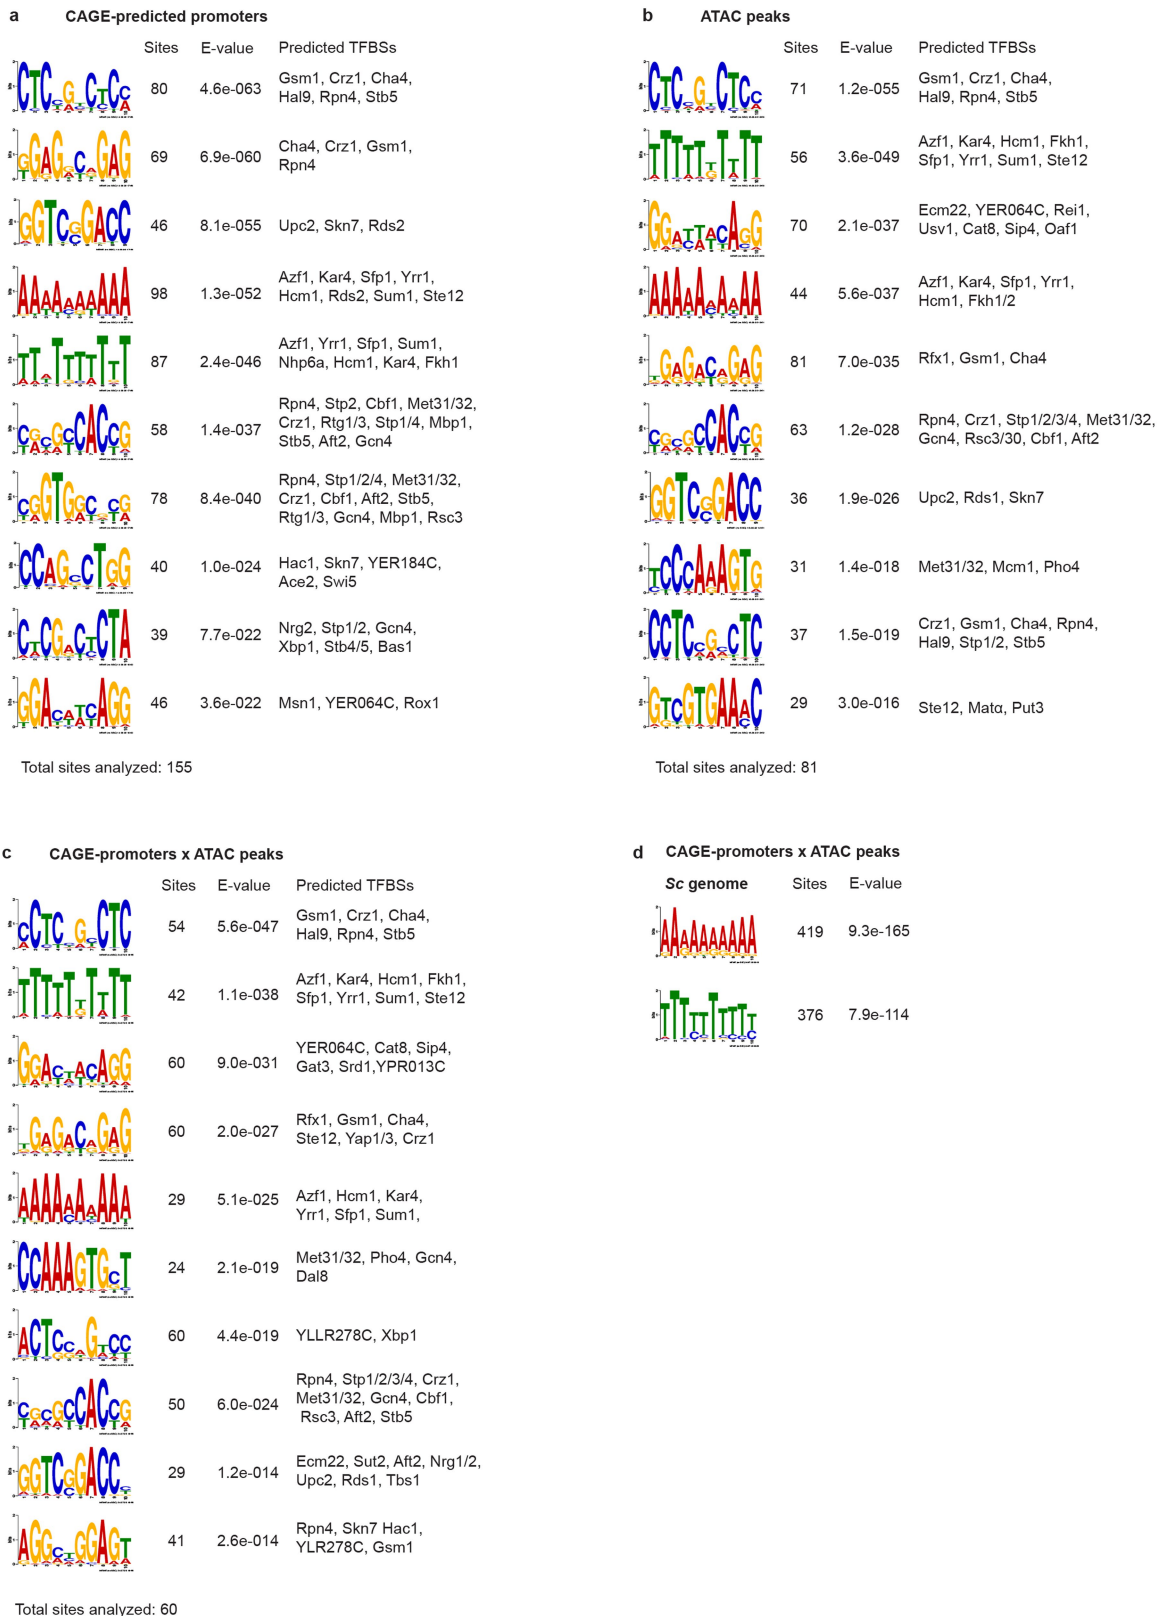 a CAGE-predicted promoters
Sites E-value Predicted TFBSs
80 4.6e-063 Gsm1, Crz1, Cha4,
Hal9, Rpn4, Stb5
69 6.9e-060 Cha4, Crz1, Gsm1,
Rpn4
46 8.1e-055 Upc2, Skn7, Rds2
98 1.3e-052 Azf1, Kar4, Sfp1, Yrr1,
Hcm1, Rds2, Sum1, Ste12
87 2.4e-046 Azf1, Yrr1, Sfp1, Sum1,
Nhp6a, Hcm1, Kar4, Fkh1
58 1.4e-037 Rpn4, Stp2, Cbf1, Met31/32,
Crz1, Rtg1/3, Stp1/4, Mbp1,
Stb5, Aft2, Gcn4
78 8.4e-040 Rpn4, Stp1/2/4, Met31/32,
Crz1, Cbf1, Aft2, Stb5,
Rtg1/3, Gcn4, Mbp1, Rsc3
40 1.0e-024 Hac1, Skn7, YER184C,
Ace2, Swi5
39 7.7e-022 Nrg2, Stp1/2, Gcn4,
Xbp1, Stb4/5, Bas1
46 3.6e-022 Msn1, YER064C, Rox1
Total sites analyzed: 155
b ATAC peaks
Sites E-value Predicted TFBSs
71 1.2e-055 Gsm1, Crz1, Cha4,
Hal9, Rpn4, Stb5
56 3.6e-049 Azf1, Kar4, Hcm1, Fkh1,
Sfp1, Yrr1, Sum1, Ste12
70 2.1e-037 Ecm22, YER064C, Rei1,
Usv1, Cat8, Sip4, Oaf1
44 5.6e-037 Azf1, Kar4, Sfp1, Yrr1,
Hcm1, Fkh1/2
81 7.0e-035 Rfx1, Gsm1, Cha4
63 1.2e-028 Rpn4, Crz1, Stp1/2/3/4, Met31/32,
Gcn4, Rsc3/30, Cbf1, Aft2
36 1.9e-026 Upc2, Rds1, Skn7
31 1.4e-018 Met31/32, Mcm1, Pho4
37 1.5e-019 Crz1, Gsm1, Cha4, Rpn4,
Hal9, Stp1/2, Stb5
29 3.0e-016 Ste12, Matα, Put3
Total sites analyzed: 81
c CAGE-promoters x ATAC peaks
Sites E-value Predicted TFBSs
54 5.6e-047 Gsm1, Crz1, Cha4,
Hal9, Rpn4, Stb5
42 1.1e-038 Azf1, Kar4, Hcm1, Fkh1,
Sfp1, Yrr1, Sum1, Ste12
60 9.0e-031 YER064C, Cat8, Sip4,
Gat3, Srd1,YPR013C
60 2.0e-027 Rfx1, Gsm1, Cha4,
Ste12, Yap1/3, Crz1
29 5.1e-025 Azf1, Hcm1, Kar4,
Yrr1, Sfp1, Sum1,
24 2.1e-019 Met31/32, Pho4, Gcn4,
Dal8
60 4.4e-019 YLLR278C, Xbp1
50 6.0e-024 Rpn4, Stp1/2/3/4, Crz1,
Met31/32, Gcn4, Cbf1,
Rsc3, Aft2, Stb5
29 1.2e-014 Ecm22, Sut2, Aft2, Nrg1/2,
Upc2, Rds1, Tbs1
41 2.6e-014 Rpn4, Skn7 Hac1,
YLR278C, Gsm1
Total sites analyzed: 60
d CAGE-promoters x ATAC peaks
Sc genome Sites E-value
419 9.3e-165
376 7.9e-114